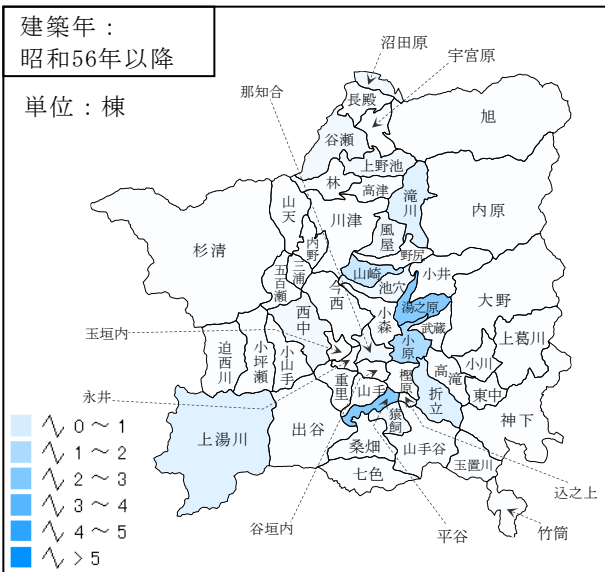 建築年：
昭和56年以降
単位：棟
沼田原
宇宮原
那知合
長殿
旭
谷瀬
上野池
林
高津
滝川
内原
山天
川津
風屋
杉清
内野
野尻
三浦
五百瀬
山崎
小井
池穴
今西
湯之原
大野
西中
小森
武蔵
小原
上葛川
玉垣内
迫西川
小坪瀬
小山手
高滝
小川
重里
山手
樫原
折立
東中
永井
上湯川
出谷
猿飼
神下
桑畑
山手谷
玉置川
七色
込之上
谷垣内
平谷
竹筒
0～1
1～2
2～3
3～4
4～5
>5